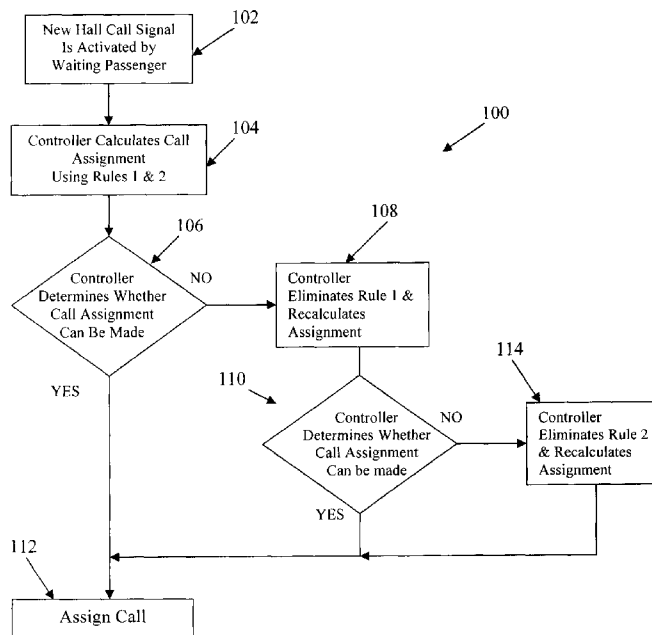 102
New Hall Call Signal
Is Activated by
Waiting Passenger
100
104
Controller Calculates Call
Assignment
Using Rules 1 & 2
106
108
Controller
Determines Whether
Call Assignment
Can Be Made
NO
Controller
Eliminates Rule 1 &
Recalculates
Assignment
YES
110
114
Controller
Determines Whether
Call Assignment
Can be made
NO
Controller
Eliminates Rule 2
& Recalculates
Assignment
YES
112
Assign Call